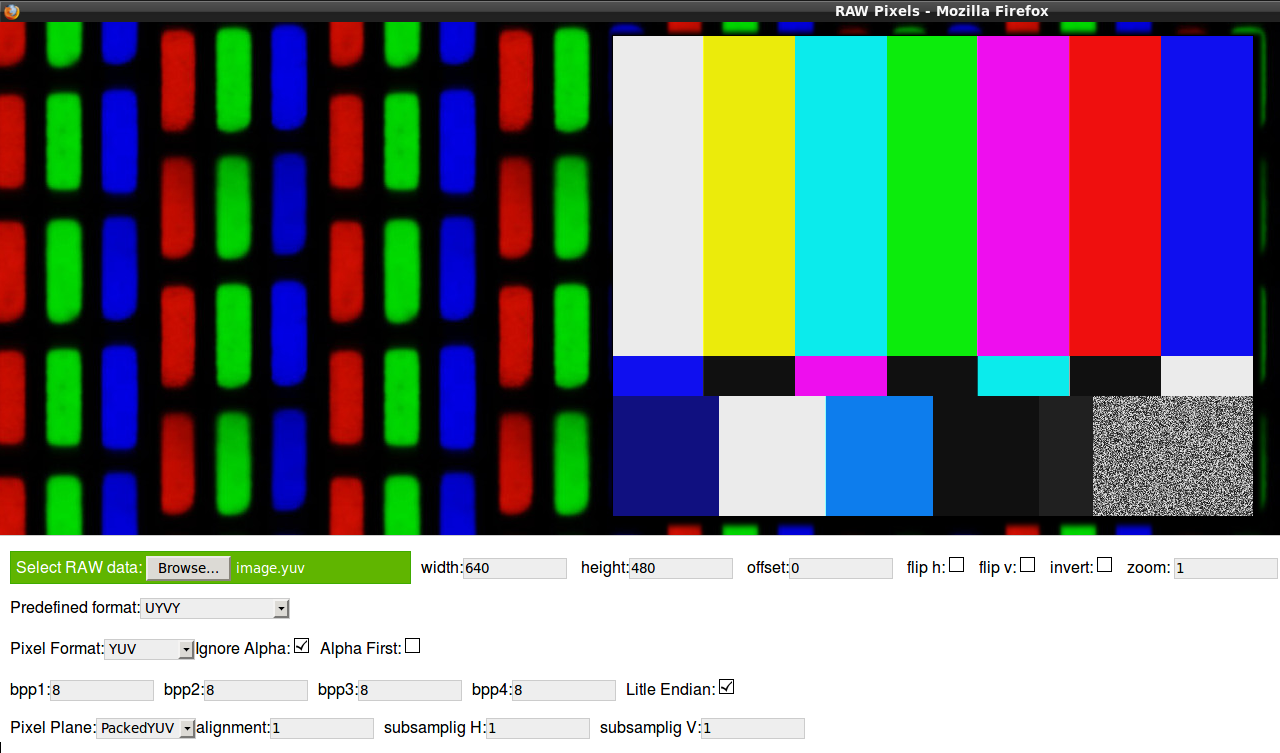 RAW Pixels - Mozilla Firefox
Select RAW data: Browse... image.yuv width:640 height:480 offset:0 flip h: flip v: invert: zoom: 1
Predefined format:UYVY
Pixel Format:YUV Ignore Alpha: Alpha First:
bpp1:8 bpp2:8 bpp3:8 bpp4:8 Litle Endian:
Pixel Plane:PackedYUV alignment:1 subsamplig H:1 subsamplig V:1